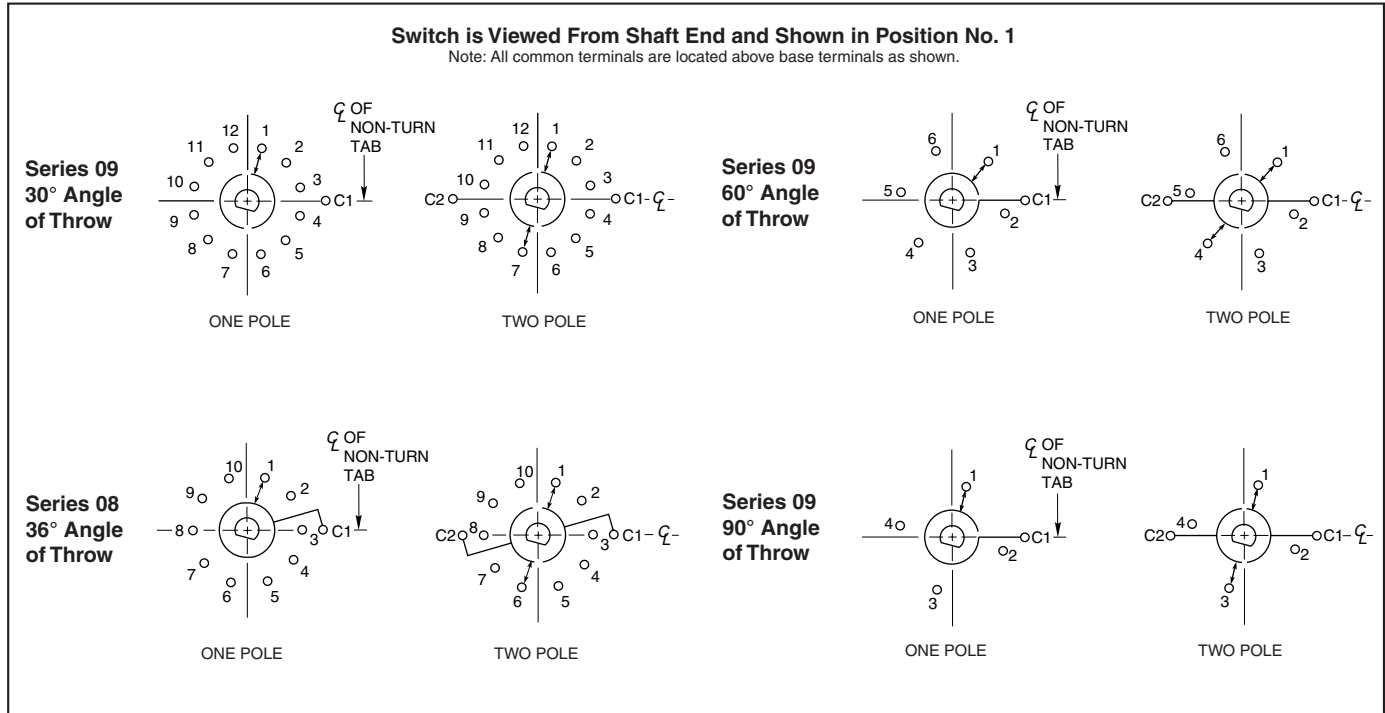 Switch is Viewed From Shaft End and Shown in Position No. 1
Note: All common terminals are located above base terminals as shown.
Series 09
30° Angle
of Throw
12 1
11 2
10 3
C1
9 4
8 5
7 6
℄ OF
NON-TURN
TAB
ONE POLE
12 1
11 2
10 3
C2 C1-℄-
9 4
8 5
7 6
TWO POLE
Series 09
60° Angle
of Throw
6 1
5 C1
2
4 3
℄ OF
NON-TURN
TAB
ONE POLE
6 1
5
C2 C1-℄-
2
4 3
TWO POLE
Series 08
36° Angle
of Throw
10 1
9 2
8 3 C1
7 4
6 5
℄ OF
NON-TURN
TAB
ONE POLE
10 1
9 2
C2 8 3 C1-℄-
7 4
6 5
TWO POLE
Series 09
90° Angle
of Throw
1
4 C1
2
3
℄ OF
NON-TURN
TAB
ONE POLE
1
4
C2 C1-℄-
2
3
TWO POLE